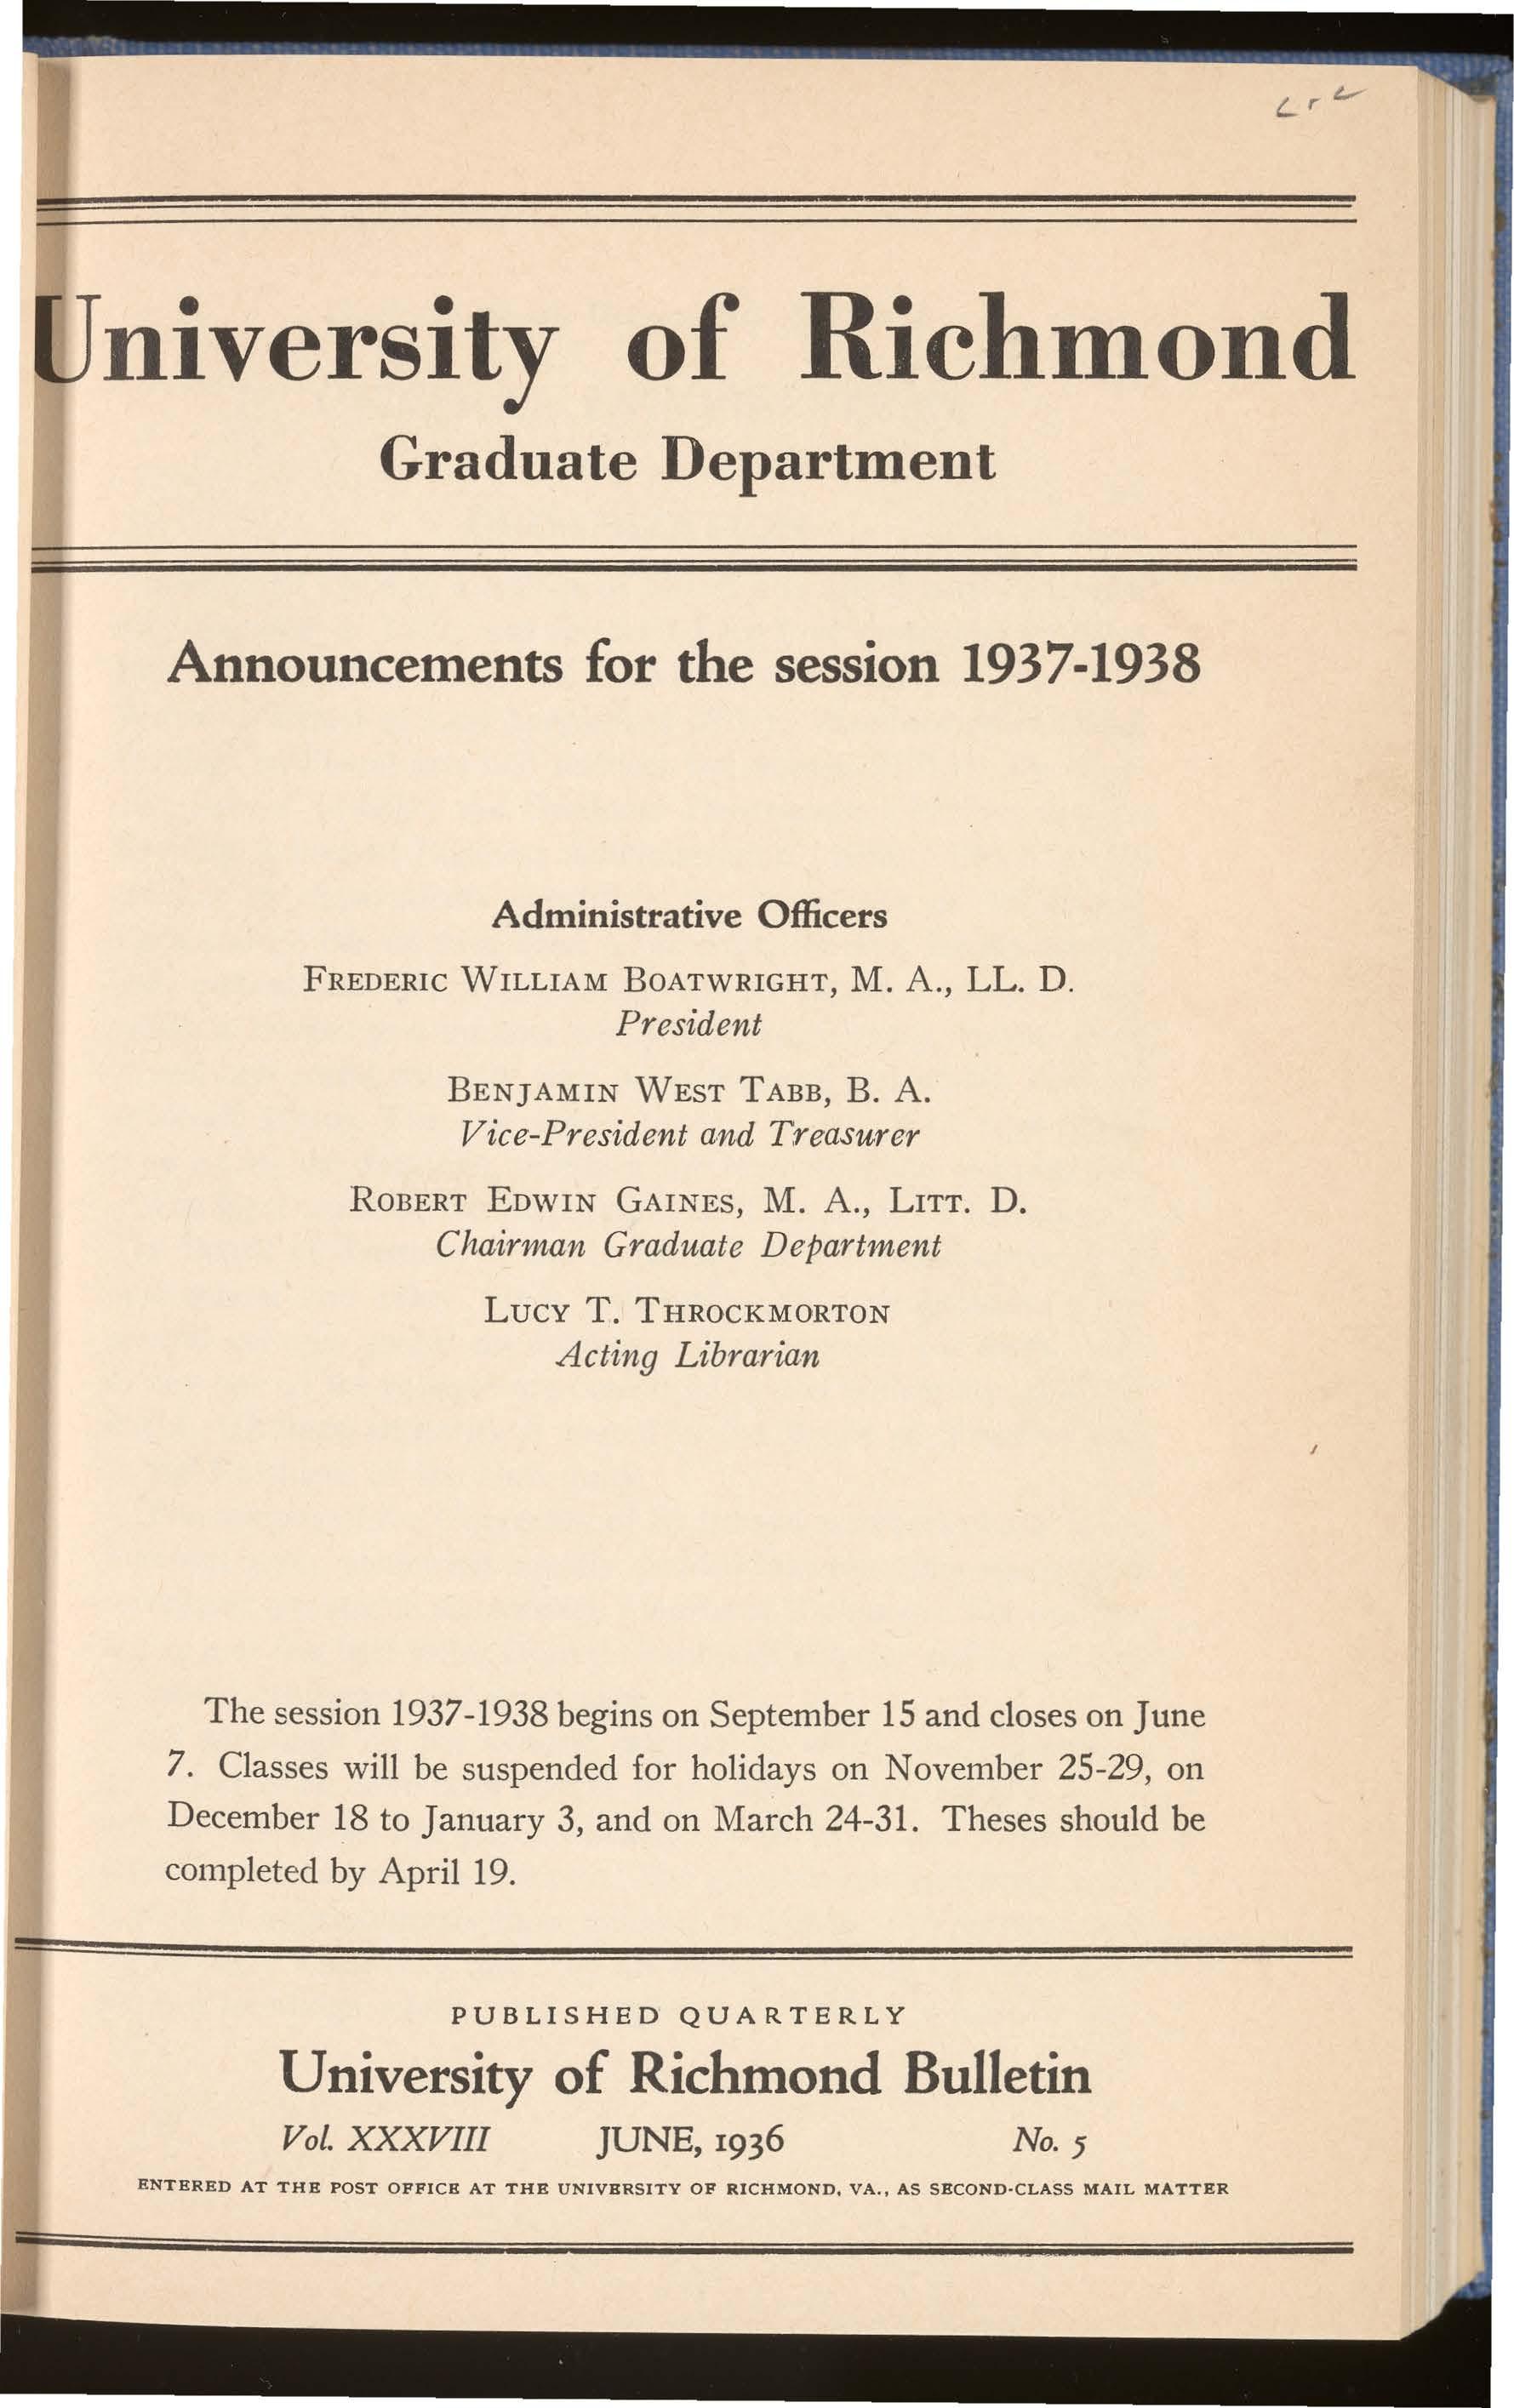 University of Richmond
Graduate Department
Announcements for the session 1937-1938
Administrative Officers
FREDERIC WILLIAM BOATWRIGHT, M. A., LL. D.
President
BENJAMIN WEST TABB, B. A.
Vice-President and Treasurer
ROBERT EDWIN GAINES, M. A., LITT. D.
Chairman Graduate Department
LUCY T. THROCKMORTON
Acting Librarian
The session 1937-1938 begins on September 15 and closes on June
7. Classes will be suspended for holidays on November 25-29, on
December 18 to January 3, and on March 24-31. Theses should be
completed by April 19.
PUBLISHED QUARTERLY
University of Richmond Bulletin
Vol. XXXVIII JUNE, 1936 No. 5
ENTERED AT THE POST OFFICE AT THE UNIVERSITY OF RICHMOND, VA., AS SECOND-CLASS MAIL MATTER